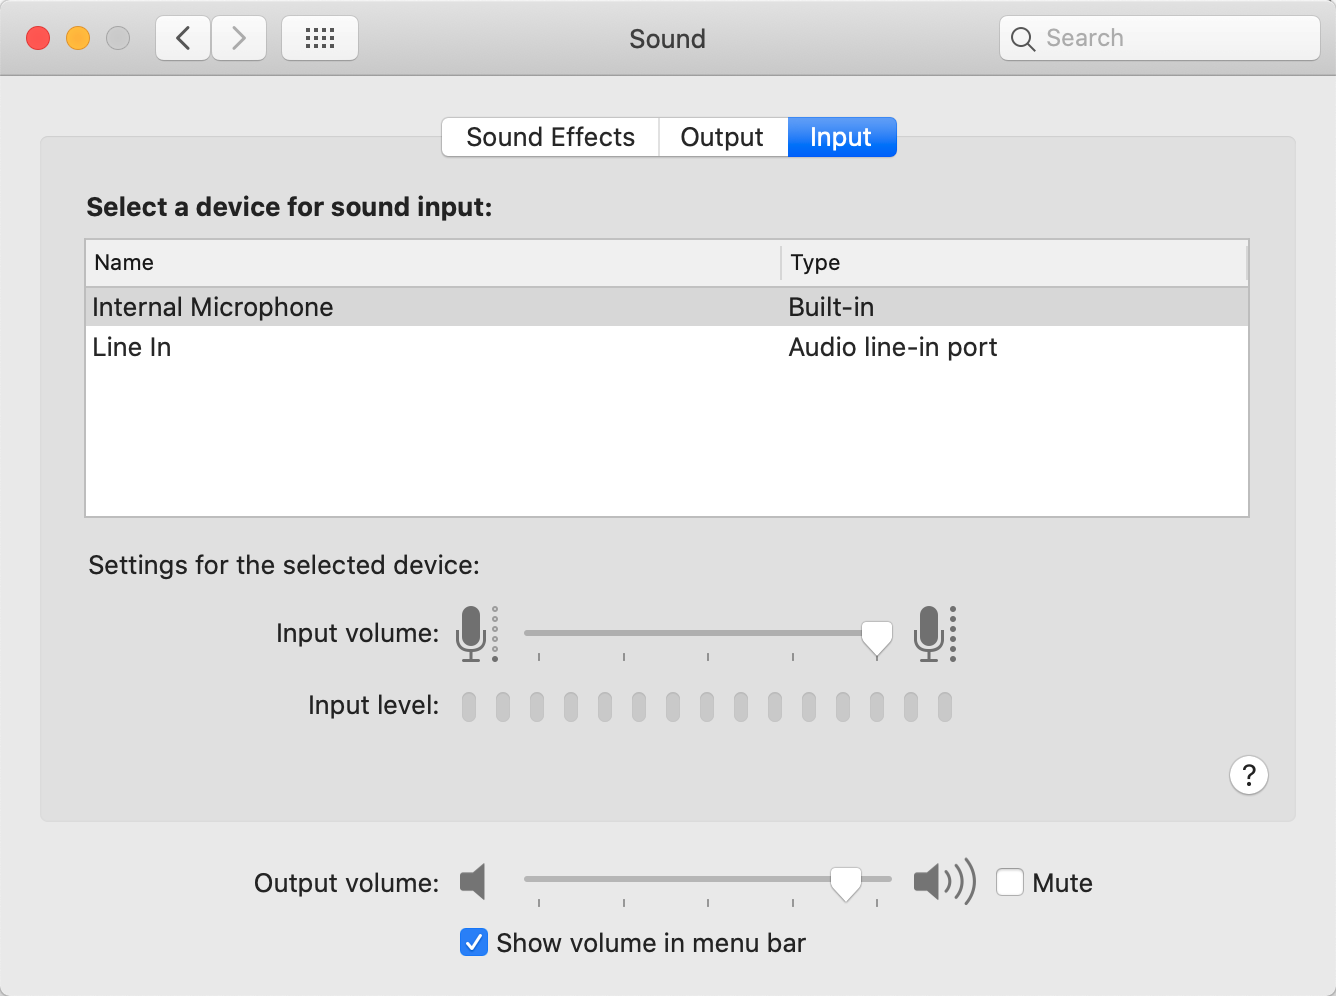 Sound
Search
Sound Effects Output Input
Select a device for sound input:
Name Type
Internal Microphone Built-in
Line In Audio line-in port
Settings for the selected device:
Input volume:
Input level:
?
Output volume: Mute
Show volume in menu bar